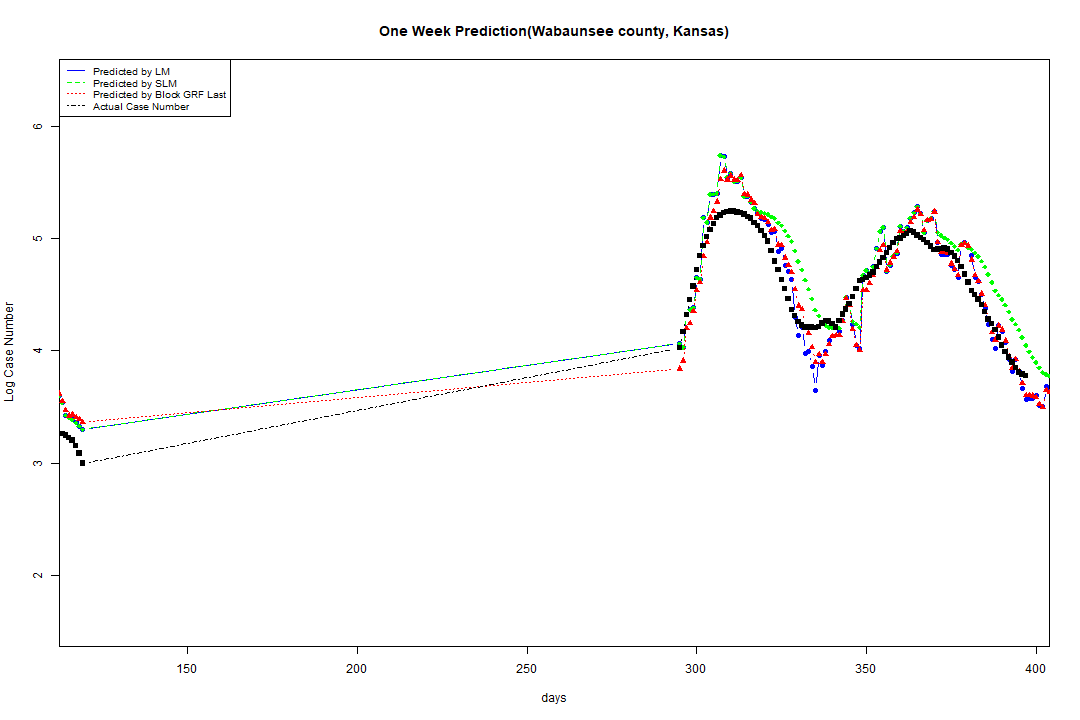 One Week Prediction(Wabaunsee county, Kansas)
Predicted by LM
Predicted by SLM
Predicted by Block GRF Last
Actual Case Number
Log Case Number
6
5
4
3
2
150 200 250 300 350 400
days